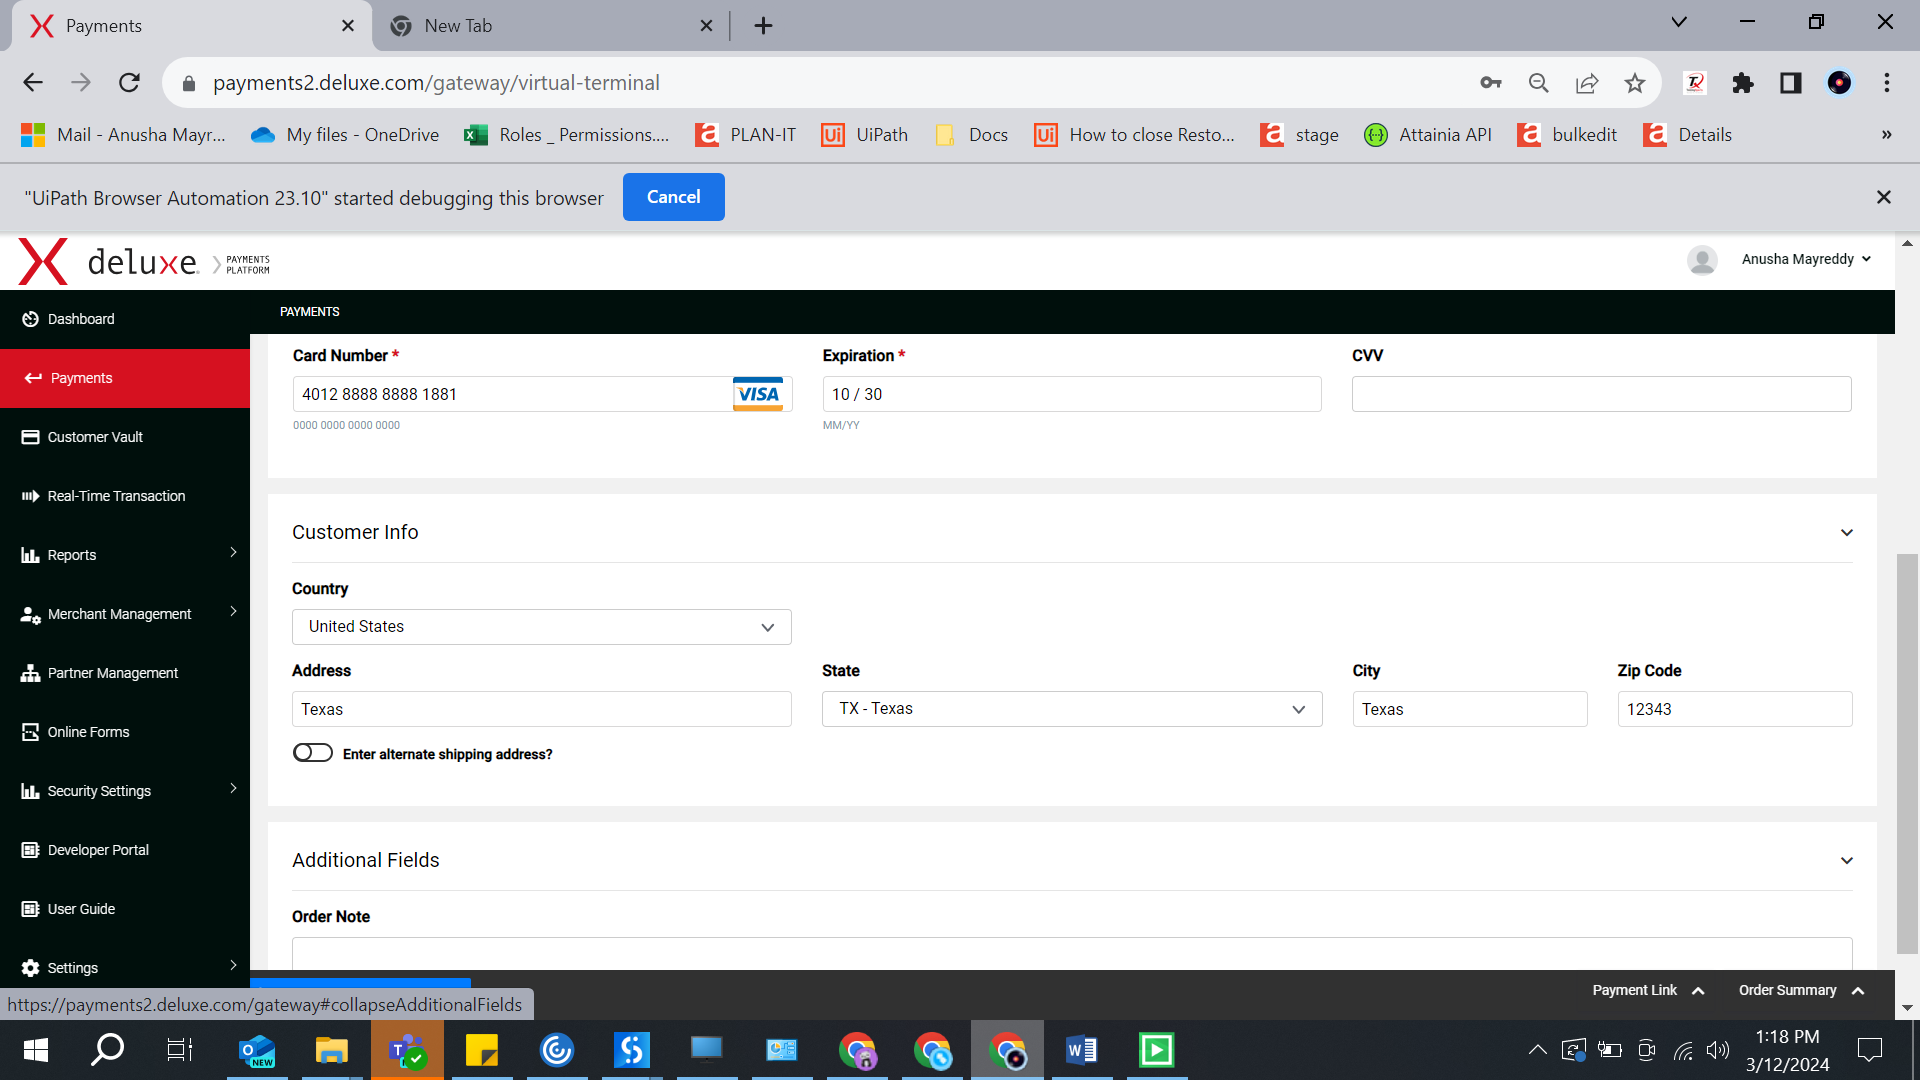 Payments
New Tab
payments2.deluxe.com/gateway/virtual-terminal
Mail - Anusha Mayr...
My files - OneDrive
Roles _ Permissions....
PLAN-IT
UiPath
Docs
How to close Resto...
stage
Attainia API
bulkedit
Details
»
"UiPath Browser Automation 23.10" started debugging this browser
Cancel
deluxe.
PAYMENTS
PLATFORM
Anusha Mayreddy
Dashboard
PAYMENTS
Payments
Customer Vault
Real-Time Transaction
Reports
Merchant Management
Partner Management
Online Forms
Security Settings
Developer Portal
User Guide
Settings
Card Number *
Expiration *
CVV
4012 8888 8888 1881
VISA
10 / 30
0000 0000 0000 0000
MM/YY
Customer Info
Country
United States
Address
State
City
Zip Code
Texas
TX - Texas
Texas
12343
Enter alternate shipping address?
Additional Fields
Order Note
Payment Link
Order Summary
https://payments2.deluxe.com/gateway#collapseAdditionalFields
NEW
1:18 PM
3/12/2024